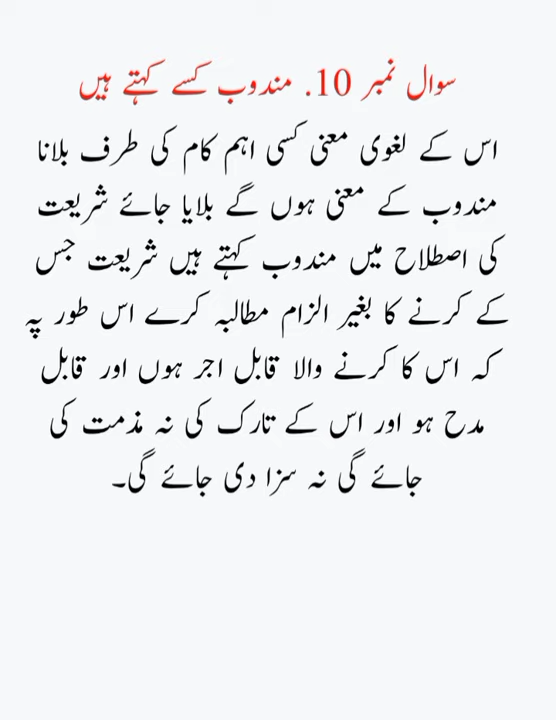 سوال نمبر 10. مندوب کسے کہتے ہیں
اس کے لغوی معنی کسی اہم کام کی طرف بلانا
مندوب کے معنی ہوں گے بلایا جائے شریعت
کی اصطلاح میں مندوب کہتے ہیں شریعت جس
کے کرنے کا بغیر الزام مطالبہ کرے اس طور پہ
کہ اس کا کرنے والا قابل اجر ہوں اور قابل
مدح ہو اور اس کے تارک کی نہ مذمت کی
جائے گی نہ سزا دی جائے گی۔